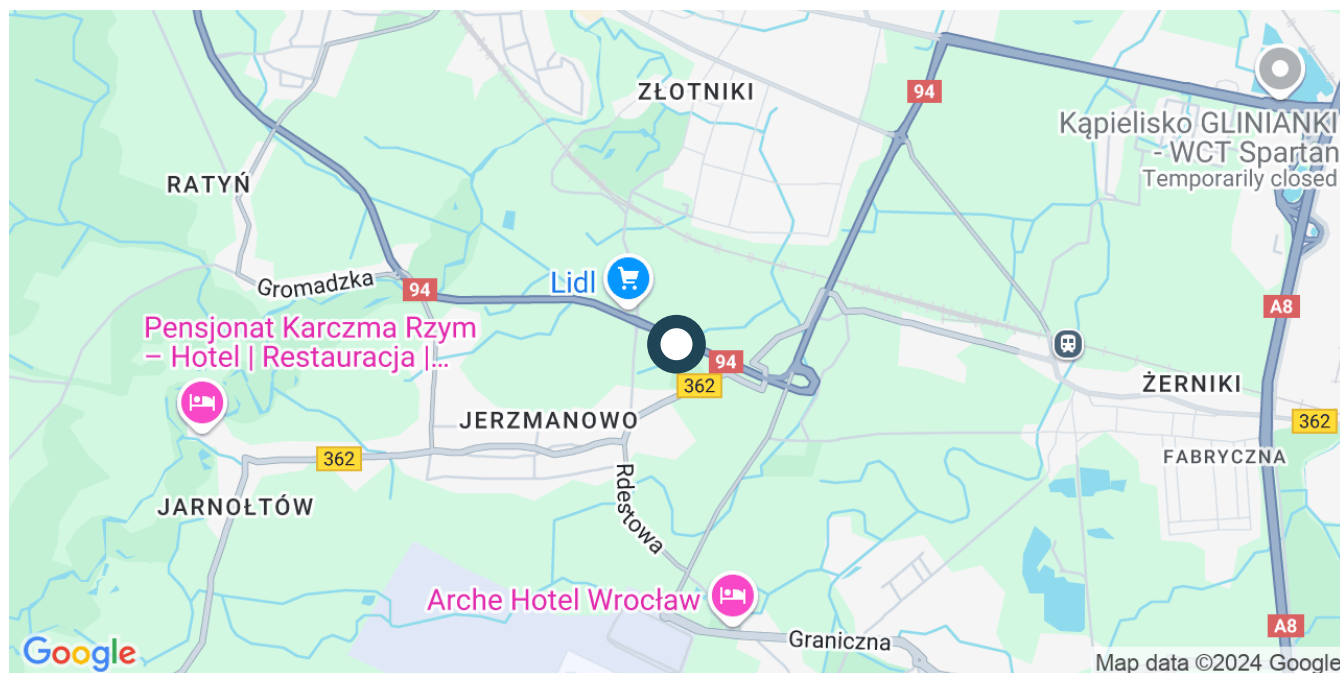 ZŁOTNIKI
94
Kąpielisko GLINIANKI
- WCT Spartan
Temporarily closed
RATYŃ
Gromadzka
94
Lidl
A8
Pensjonat Karczma Rzym
– Hotel | Restauracja |...
94
362
ŻERNIKI
JERZMANOWO
362
362
FABRYCZNA
JARNOŁTÓW
Rdestowa
Arche Hotel Wrocław
Graniczna
A8
Google
Map data ©2024 Google